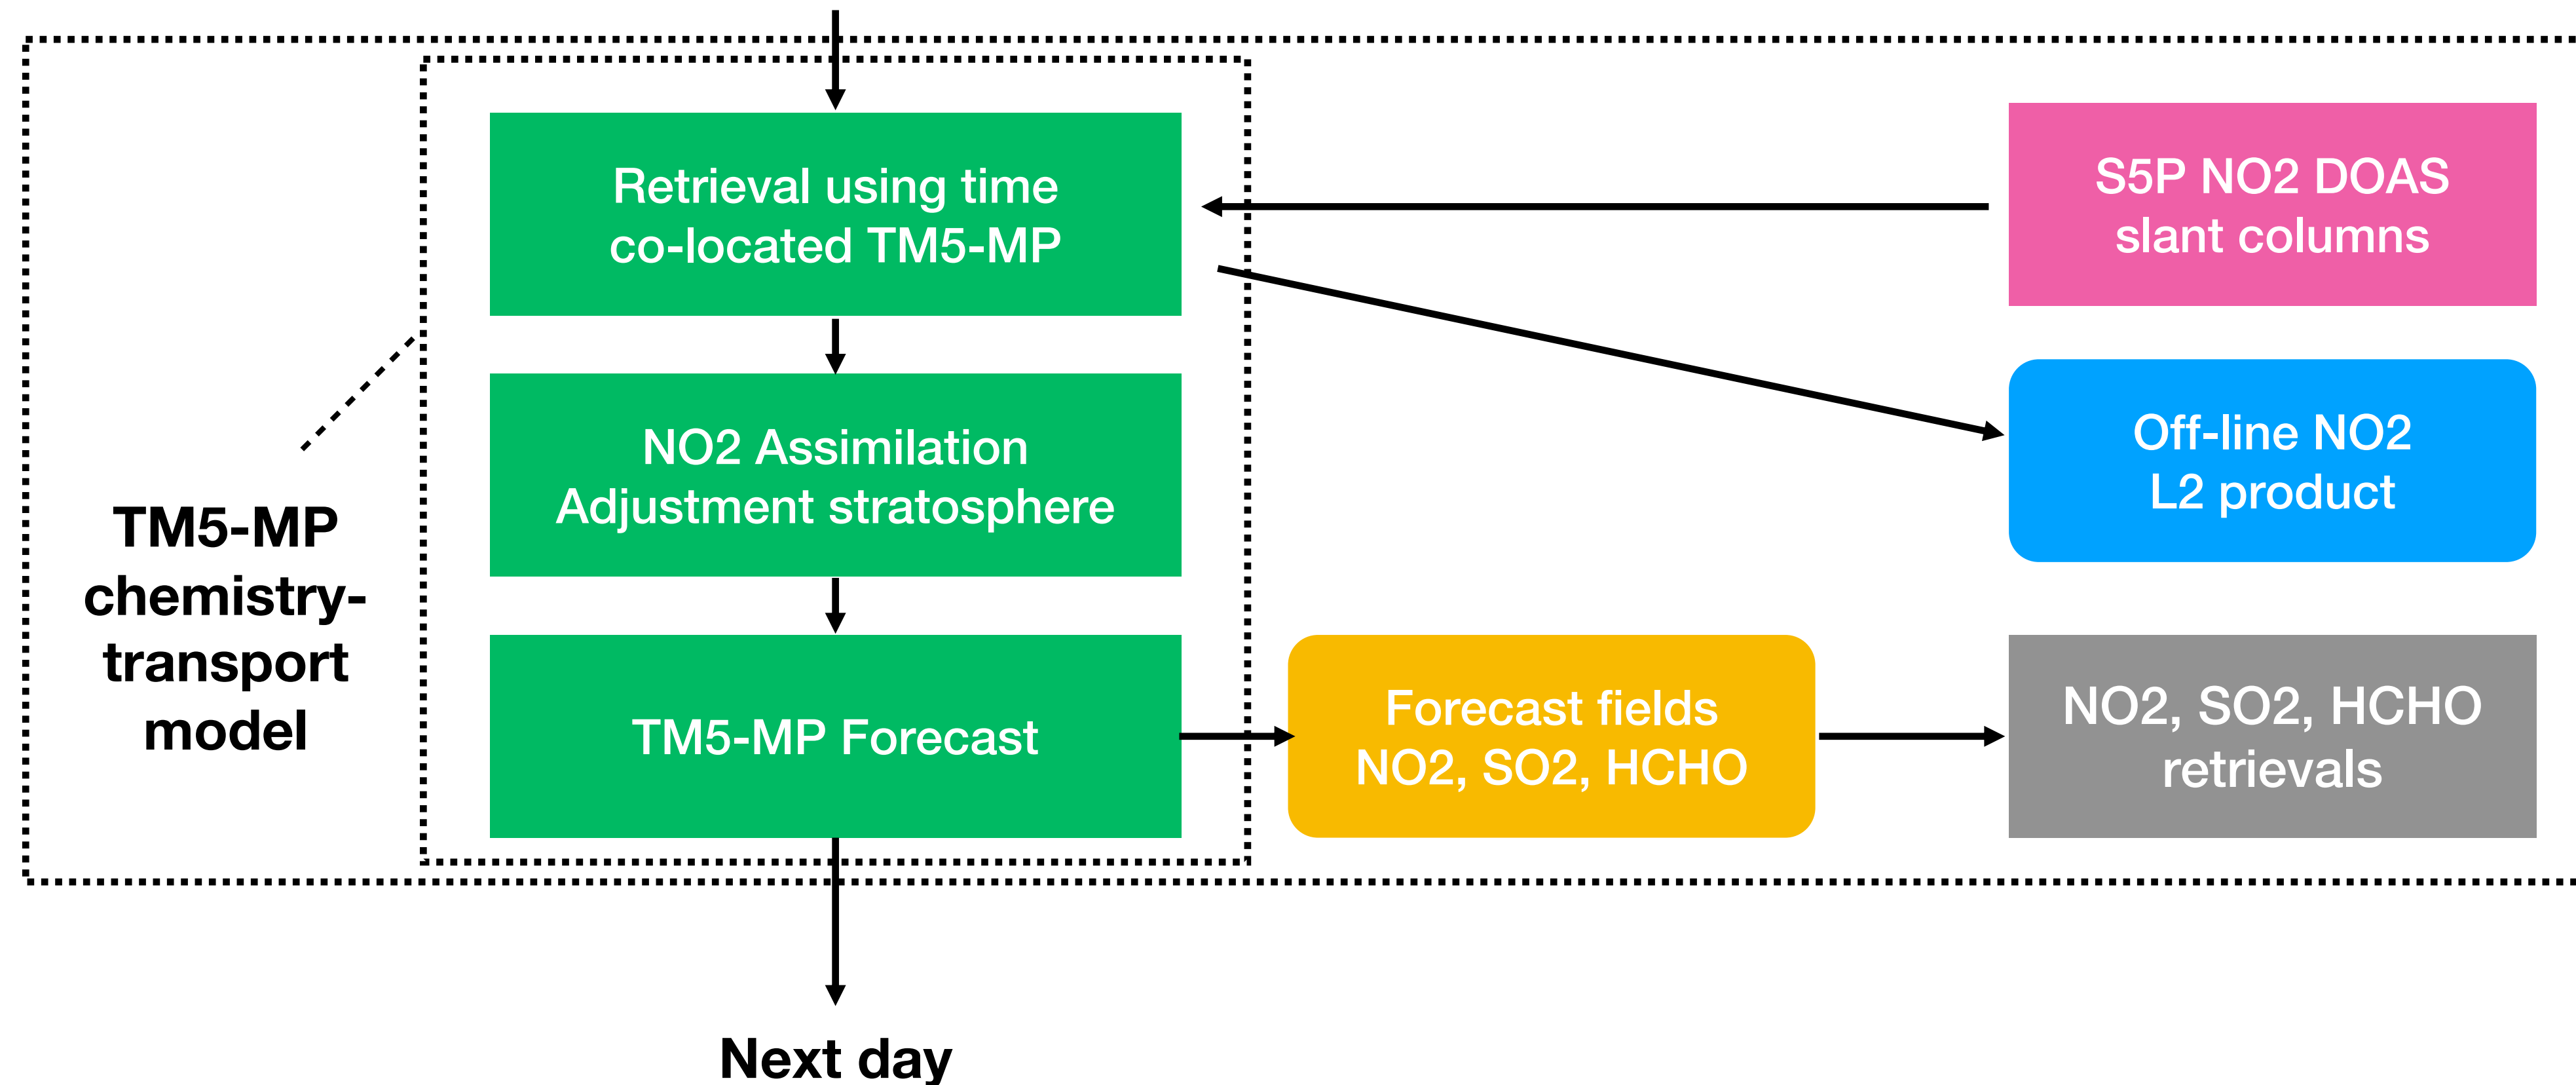 Retrieval using time
co-located TM5-MP
S5P NO2 DOAS
slant columns
NO2 Assimilation
Adjustment stratosphere
Off-line NO2
L2 product
TM5-MP
chemistry-
transport
model
TM5-MP Forecast
Forecast fields
NO2, SO2, HCHO
NO2, SO2, HCHO
retrievals
Next day